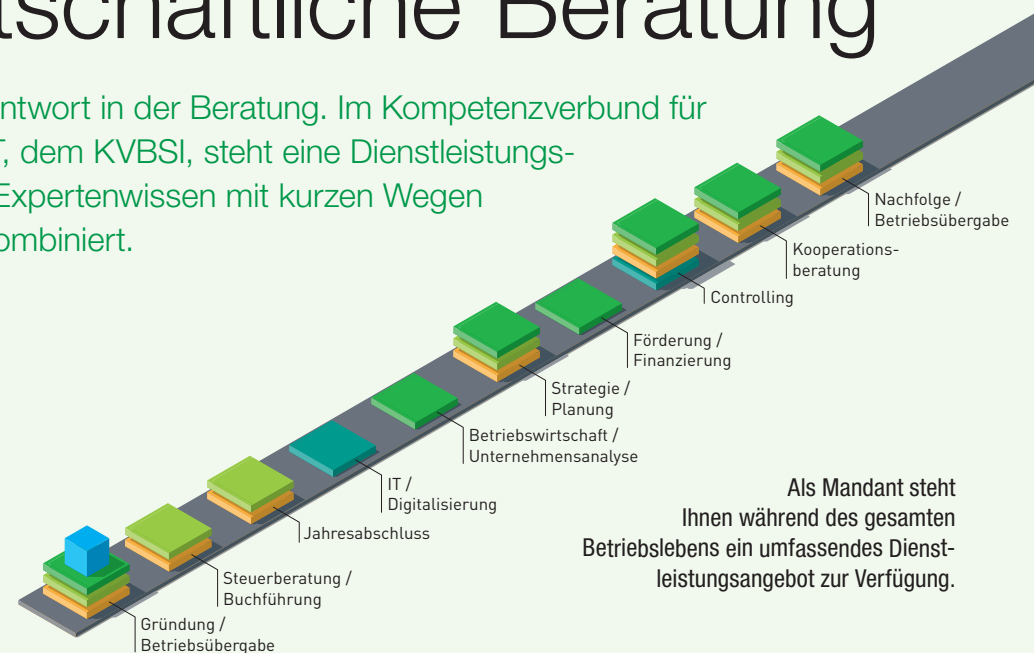 tschaftliche Beratung
ntwort in der Beratung. Im Kompetenzverbund für
T, dem KVBSI, steht eine Dienstleistungs-
Expertenwissen mit kurzen Wegen
ombiniert.
Nachfolge /
Betriebsübergabe
Kooperations-
beratung
Controlling
Förderung /
Finanzierung
Strategie /
Planung
Betriebswirtschaft /
Unternehmensanalyse
IT /
Digitalisierung
Jahresabschluss
Steuerberatung /
Buchführung
Gründung /
Betriebsübergabe
Als Mandant steht
Ihnen während des gesamten
Betriebslebens ein umfassendes Dienst-
leistungsangebot zur Verfügung.